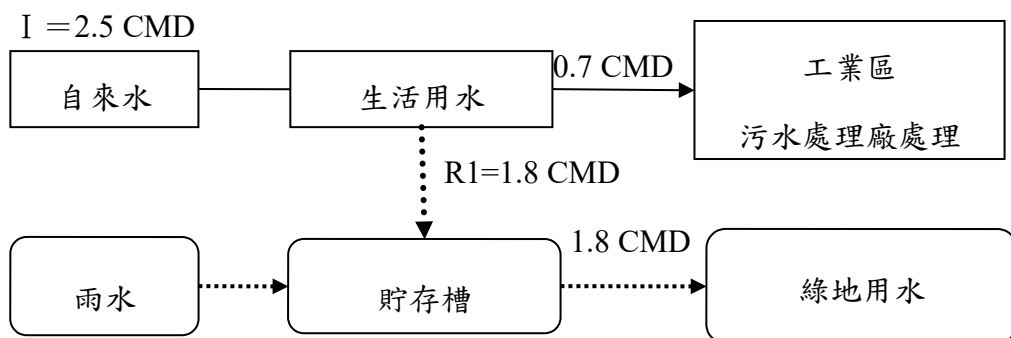 Ⅰ＝2.5 CMD
自來水
生活用水
0.7 CMD
工業區
污水處理廠處理
R1=1.8 CMD
雨水
貯存槽
1.8 CMD
綠地用水